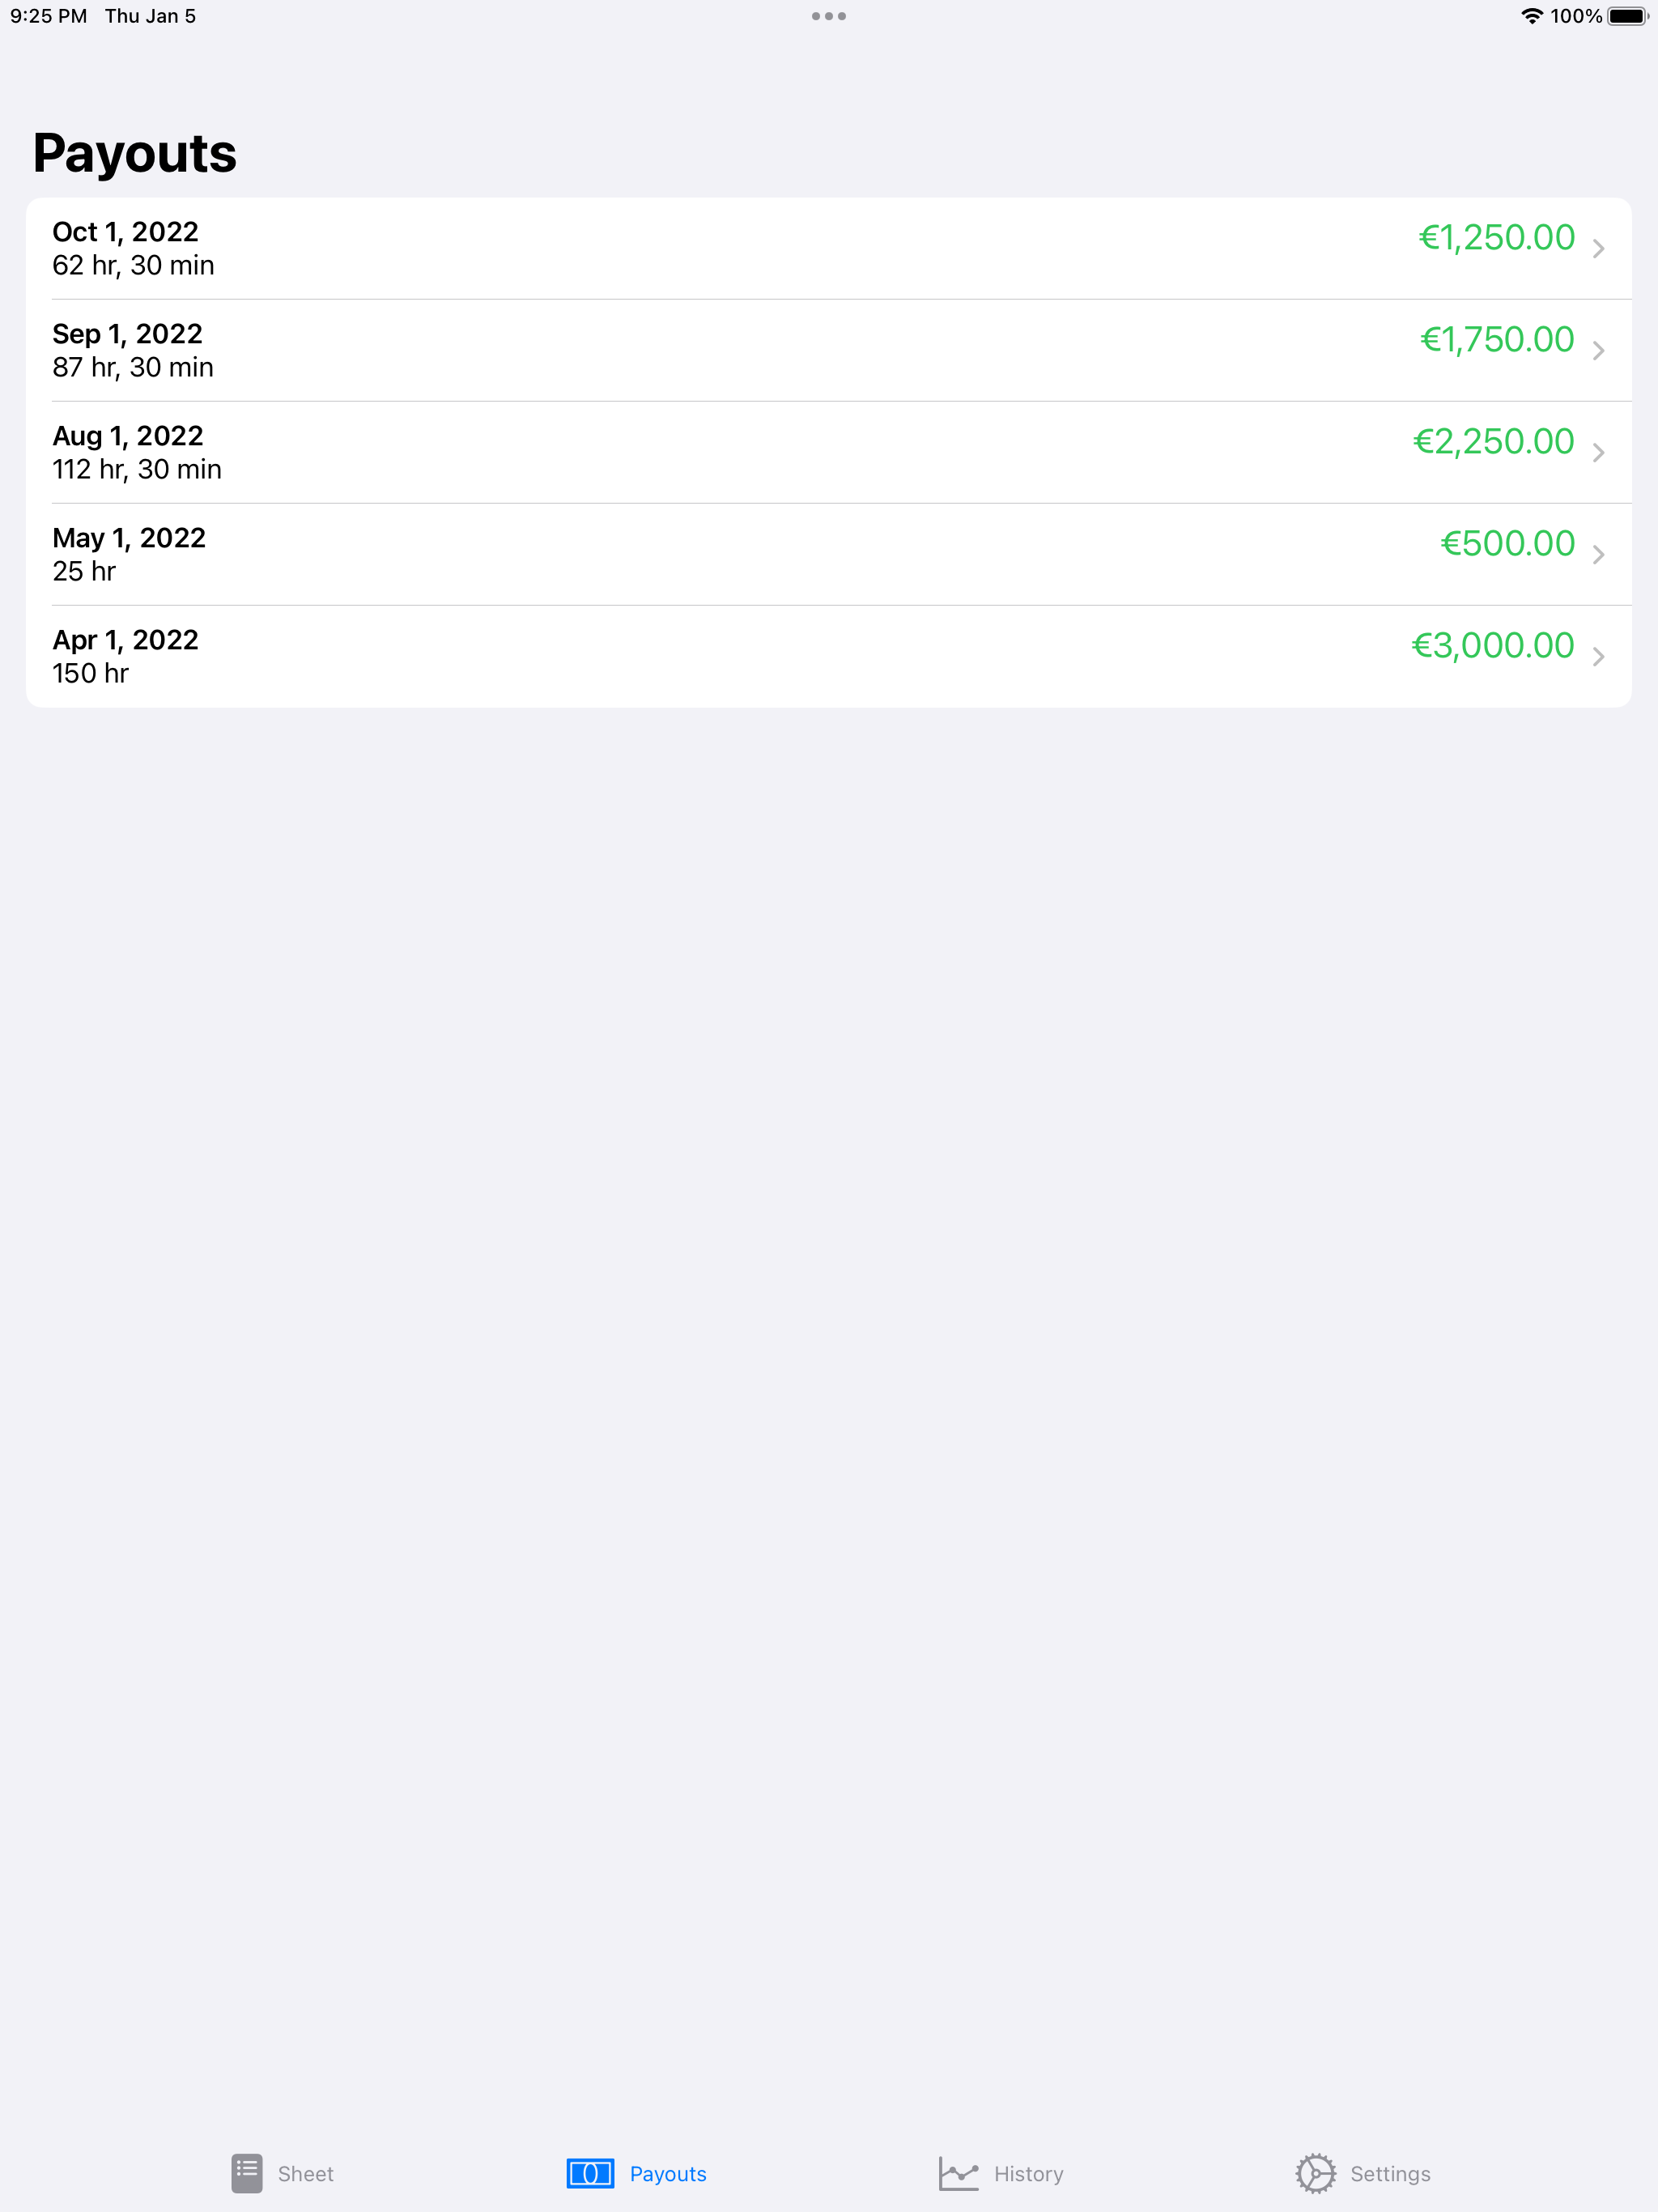 9:25 PM Thu Jan 5 100%
Payouts
Oct 1, 2022
62 hr, 30 min
€1,250.00
Sep 1, 2022
87 hr, 30 min
€1,750.00
Aug 1, 2022
112 hr, 30 min
€2,250.00
May 1, 2022
25 hr
€500.00
Apr 1, 2022
150 hr
€3,000.00
Sheet Payouts History Settings